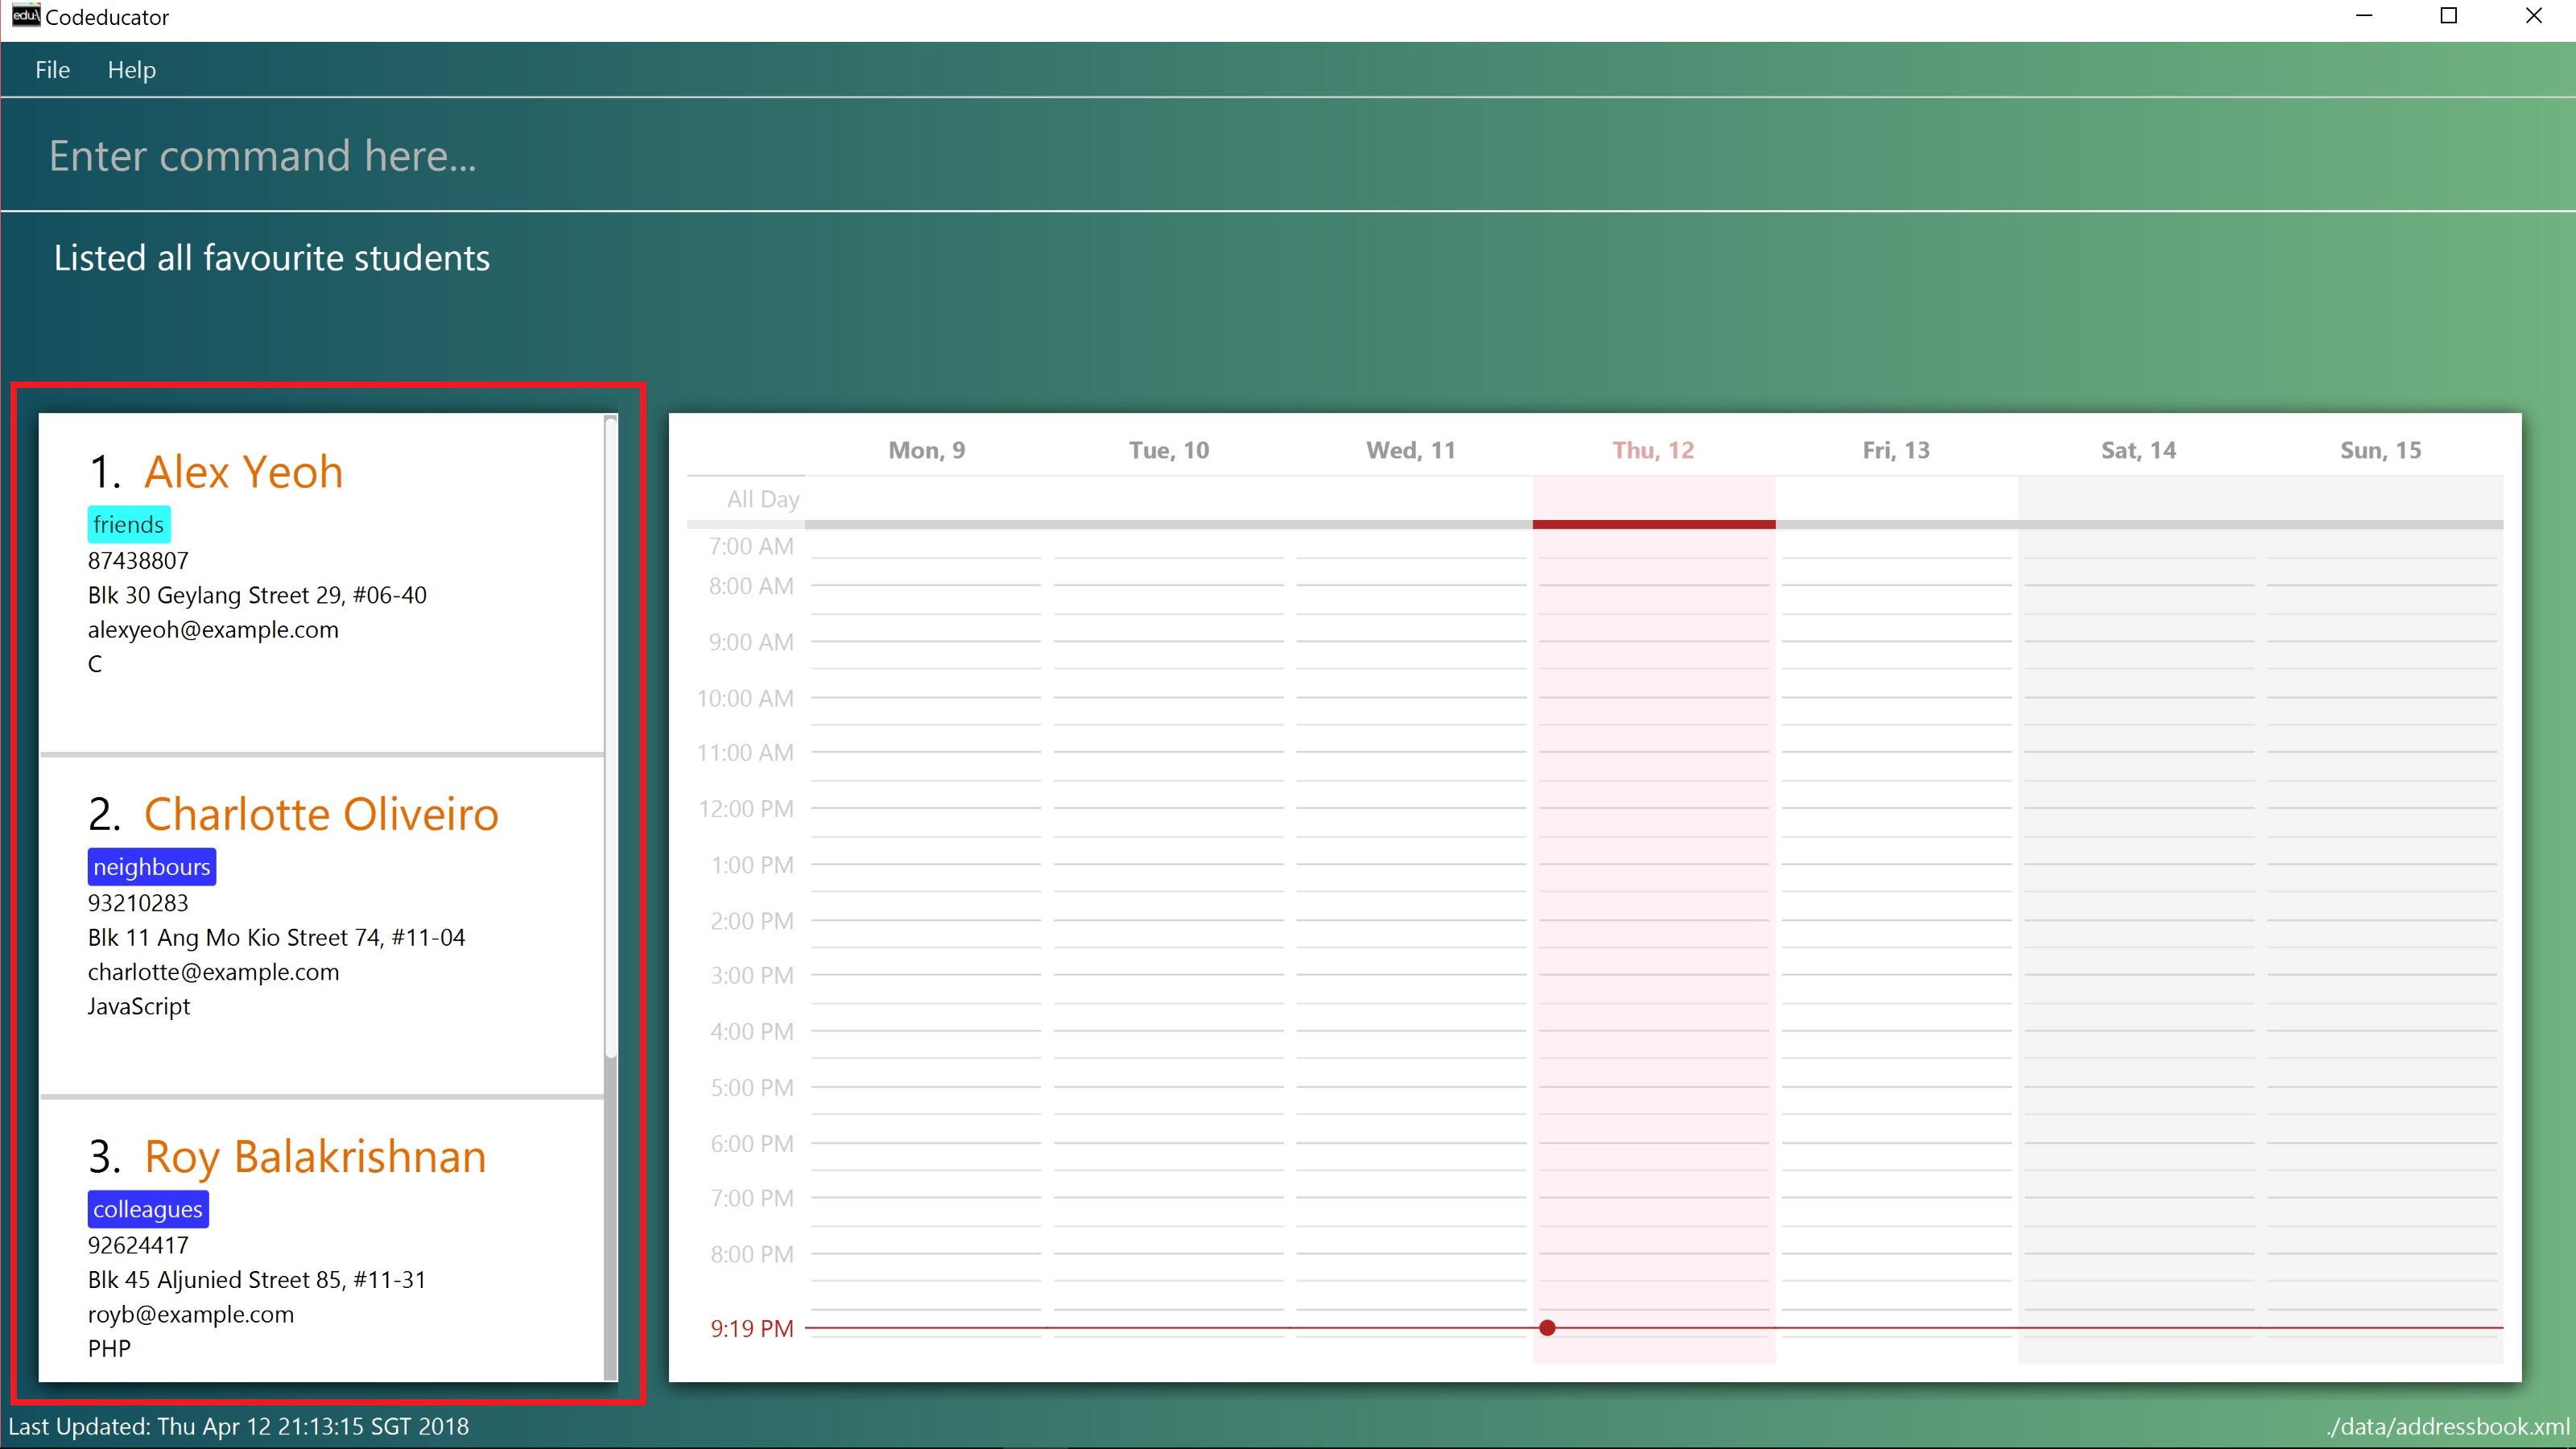 edu:\ Codeducator
File Help
Enter command here...
Listed all favourite students
1. Alex Yeoh
friends
87438807
Blk 30 Geylang Street 29, #06-40
alexyeoh@example.com
C
2. Charlotte Oliveiro
neighbours
93210283
Blk 11 Ang Mo Kio Street 74, #11-04
charlotte@example.com
JavaScript
3. Roy Balakrishnan
colleagues
92624417
Blk 45 Aljunied Street 85, #11-31
royb@example.com
PHP
Mon, 9 Tue, 10 Wed, 11 Thu, 12 Fri, 13 Sat, 14 Sun, 15
All Day
7:00 AM
8:00 AM
9:00 AM
10:00 AM
11:00 AM
12:00 PM
1:00 PM
2:00 PM
3:00 PM
4:00 PM
5:00 PM
6:00 PM
7:00 PM
8:00 PM
9:19 PM
Last Updated: Thu Apr 12 21:13:15 SGT 2018
./data/addressbook.xml